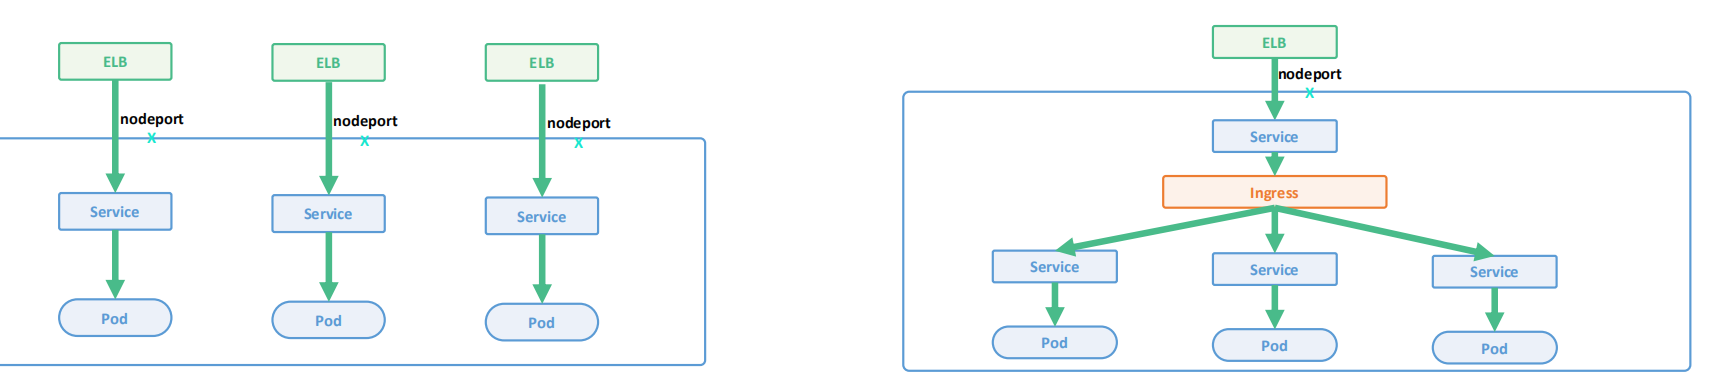 ELB
ELB
ELB
nodeport
X
nodeport
X
nodeport
X
Service
Service
Service
Pod
Pod
Pod
ELB
nodeport
X
Service
Ingress
Service
Service
Service
Pod
Pod
Pod